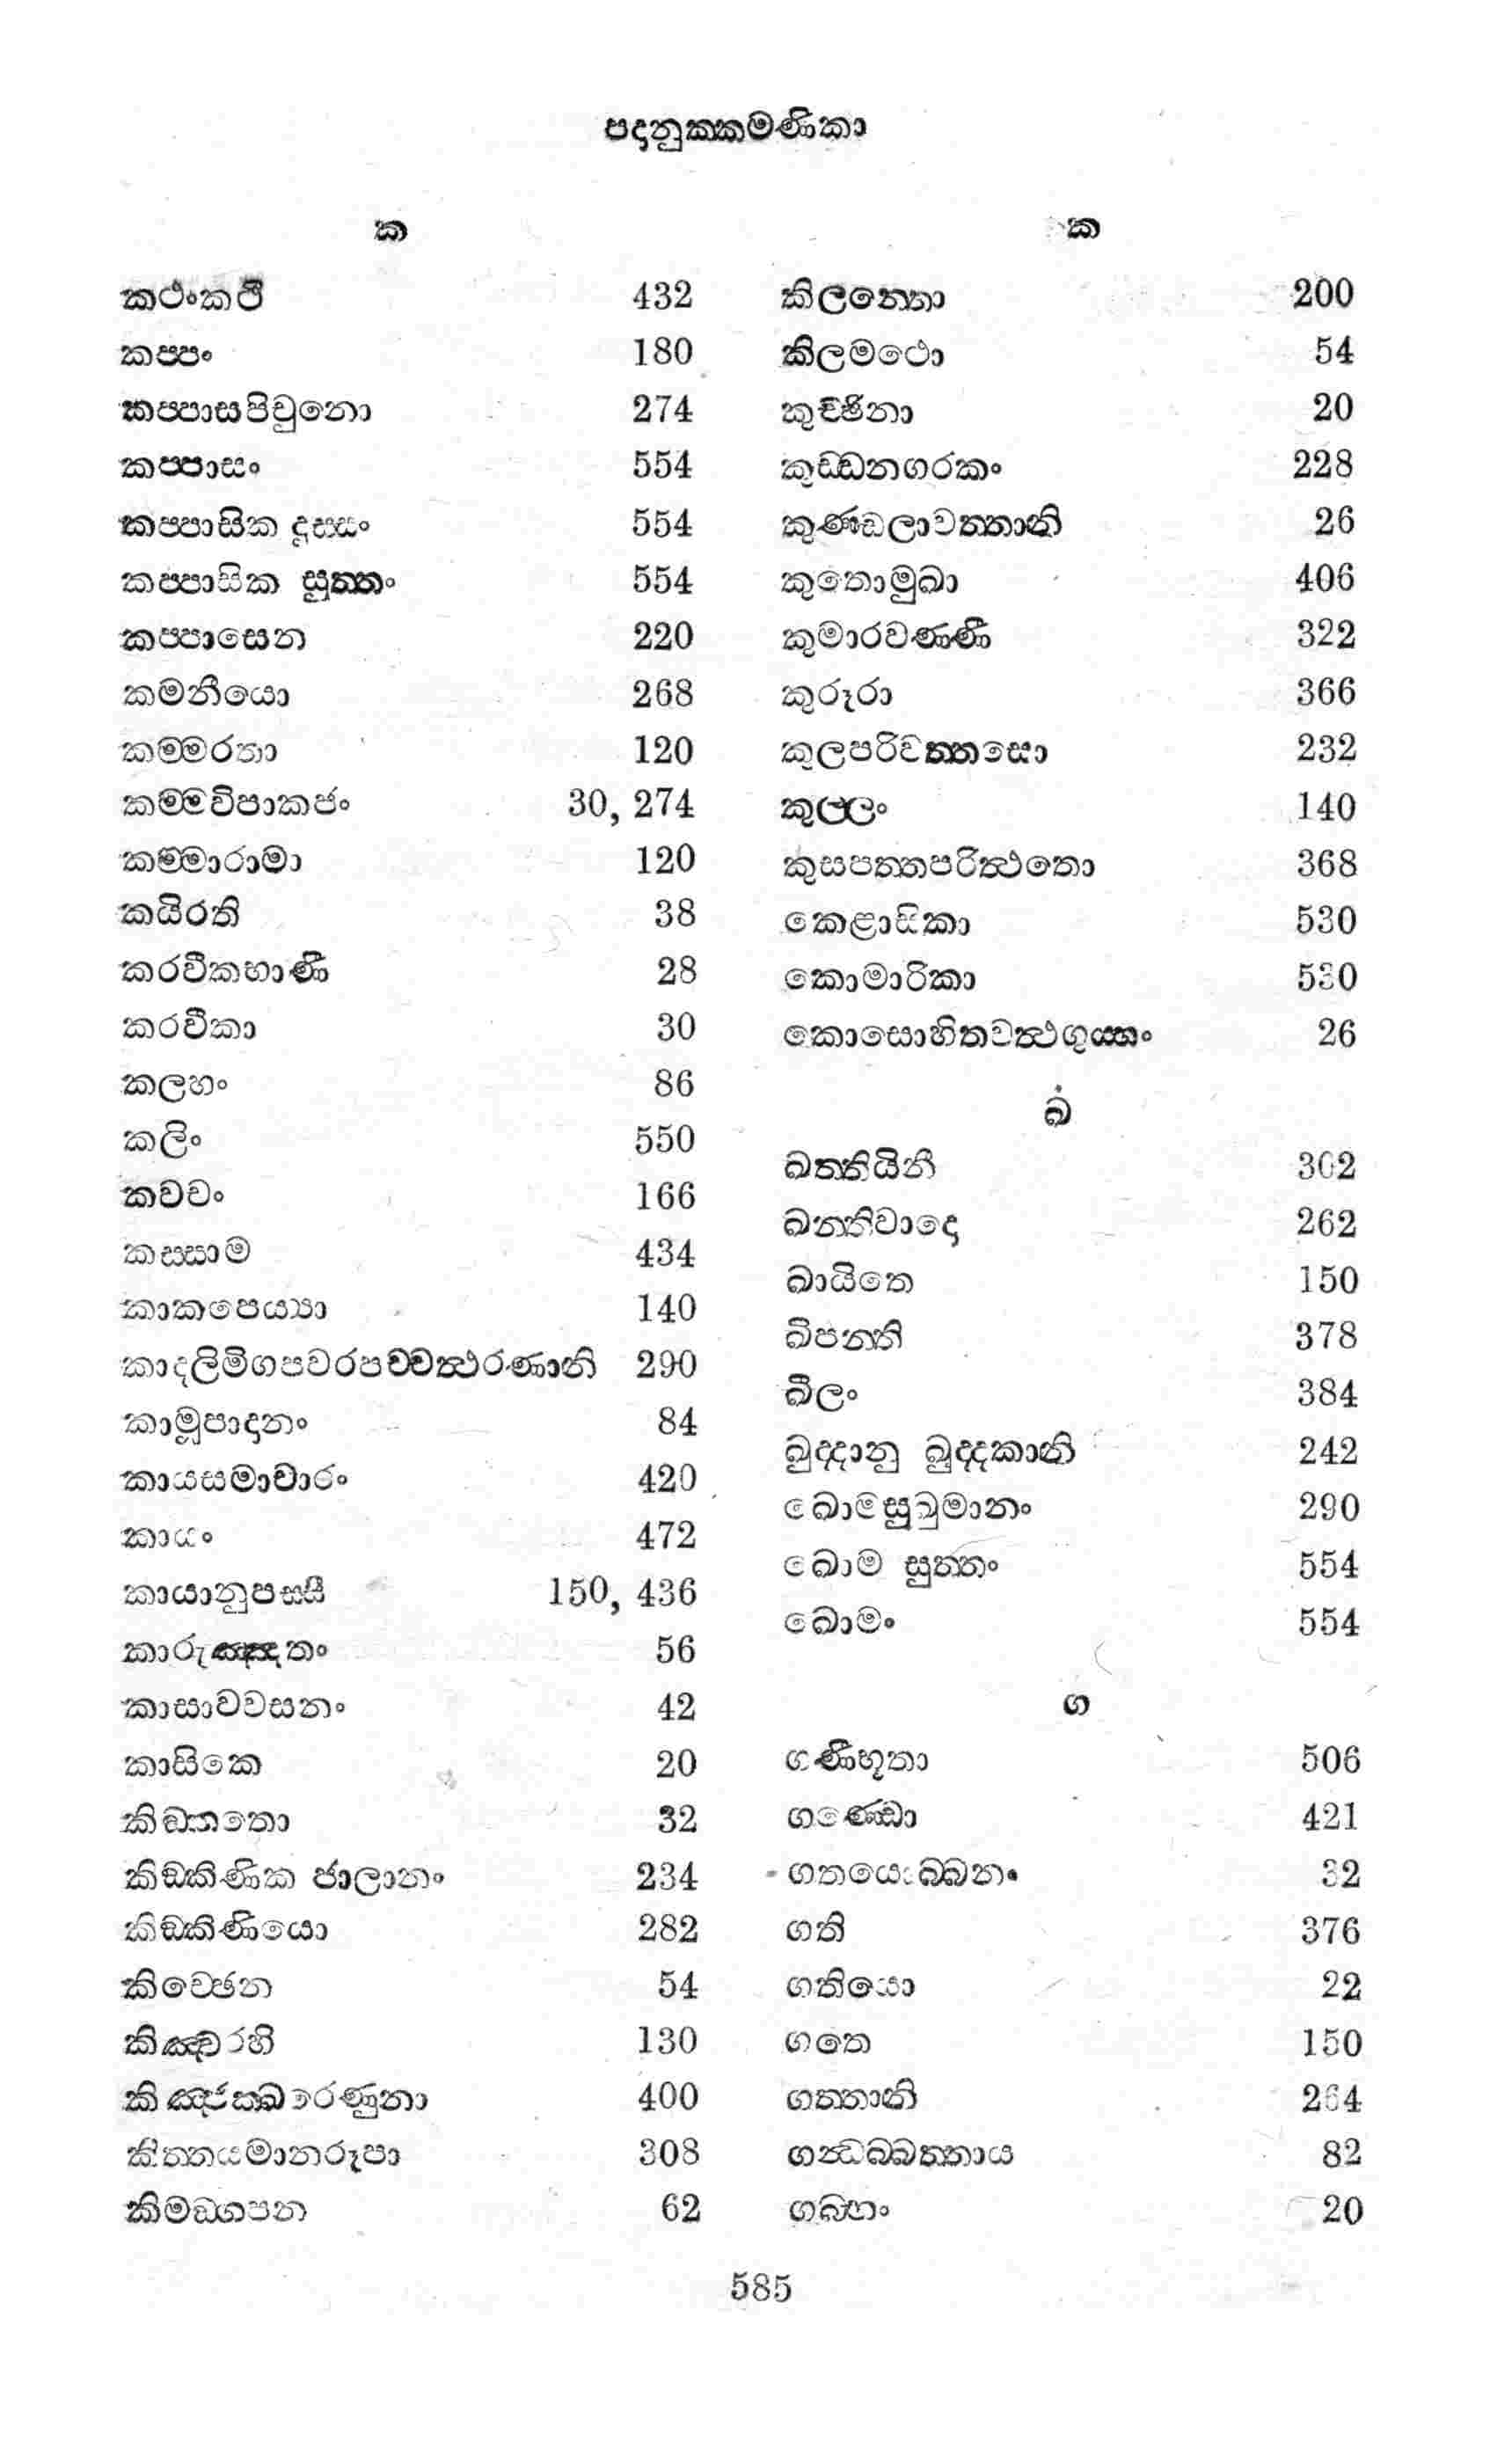 පදානුක්කමණිකා
ක
කථංකථී 432
කප්පං 180
කප්පාසපිචුනො 274
කප්පාසං 554
කප්පාසික දුස්සං 554
කප්පාසික සුත්තං 554
කප්පාසෙන 220
කමනීයො 268
කම්මරතා 120
කම්මවිපාකජං 30, 274
කම්මාරාමා 120
කයිරති 38
කරවීකභාණී 28
කරවීකා 30
කලහං 86
කලිං 550
කවචං 166
කස්සාම 434
කාකපෙය්‍යා 140
කාදලිමිගපවරපච්චත්ථරණානි 290
කාමූපාදානං 84
කායසමාචාරං 420
කායං 472
කායානුපස්සී 150, 436
කාරුඤ්ඤතං 56
කාසාවවසනං 42
කාසිකෙ 20
කිඞ්කතො 32
කිඞ්කිණික ජාලානං 234
කිඞ්කිණියො 282
කිච්ඡෙන 54
කිඤ්චරහි 130
කිඤ්ජක්ඛරෙණුනා 400
කිත්තයමානරූපා 308
කිමඞ්ගපන 62
ක
කිලන්තො 200
කිලමථො 54
කුච්ඡිනා 20
කුඩ්ඩනගරකං 228
කුණ්ඩලාවත්තානි 26
කුතොමුඛා 406
කුමාරවණ්ණී 322
කුරූරා 366
කුලපරිවත්තසො 232
කුල්ලං 140
කුසපත්තපරිත්ථතො 368
කෙළාසිකා 530
කොමාරිකා 530
කොසොහිතවත්ථගුය්හං 26
ඛ
ඛත්තියිනී 302
ඛන්තිවාදො 262
ඛායිතෙ 150
ඛිපන්ති 378
ඛීලං 384
ඛුද්දානු ඛුද්දකානි 242
ඛොමසුඛුමානං 290
ඛොම සුත්තං 554
ඛොමං 554
ග
ගණීභූතා 506
ගණ්ඩො 421
ගතයොබ්බනං 32
ගති 376
ගතියො 22
ගතෙ 150
ගත්තානි 264
ගන්ධබ්බත්තාය 82
ගබ්භං 20
585